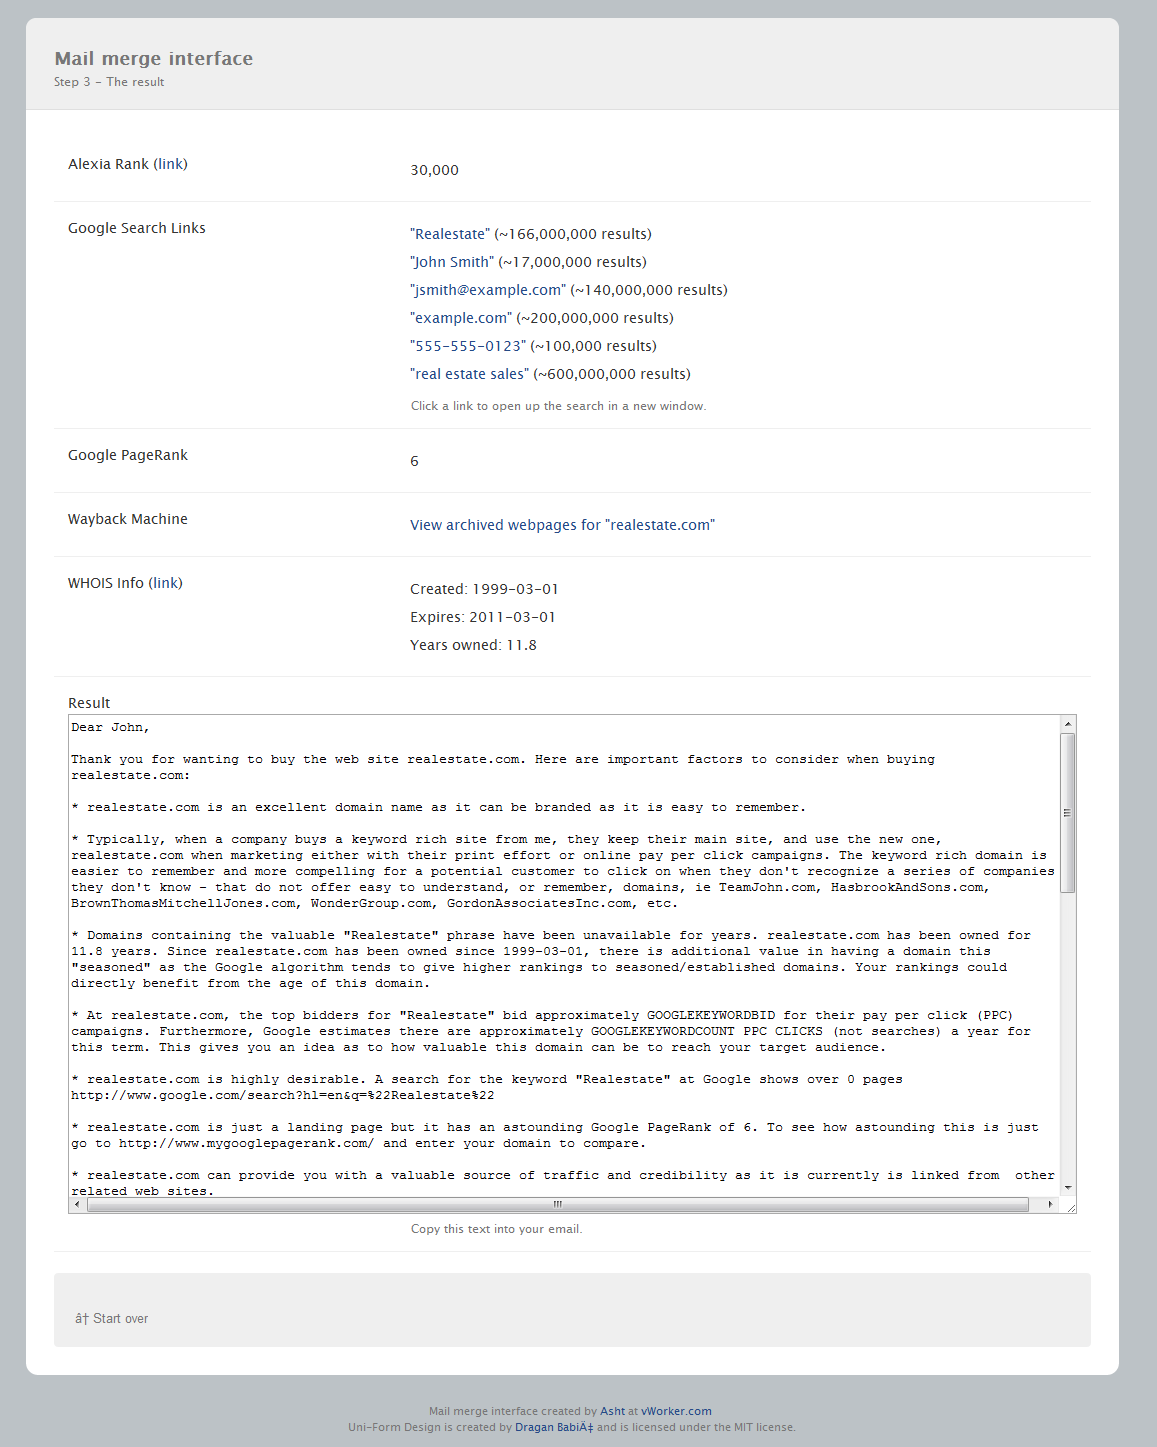 Mail merge interface
Step 3 - The result
Alexia Rank (link)
30,000
Google Search Links
"Realestate" (~166,000,000 results)
"John Smith" (~17,000,000 results)
"jsmith@example.com" (~140,000,000 results)
"example.com" (~200,000,000 results)
"555-555-0123" (~100,000 results)
"real estate sales" (~600,000,000 results)
Click a link to open up the search in a new window.
Google PageRank
6
Wayback Machine
View archived webpages for "realestate.com"
WHOIS Info (link)
Created: 1999-03-01
Expires: 2011-03-01
Years owned: 11.8
Result
Dear John,
Thank you for wanting to buy the web site realestate.com. Here are important factors to consider when buying
realestate.com:
* realestate.com is an excellent domain name as it can be branded as it is easy to remember.
* Typically, when a company buys a keyword rich site from me, they keep their main site, and use the new one,
realestate.com when marketing either with their print effort or online pay per click campaigns. The keyword rich domain is
easier to remember and more compelling for a potential customer to click on when they don't recognize a series of companies
they don't know - that do not offer easy to understand, or remember, domains, ie TeamJohn.com, HasbrookAndSons.com,
BrownThomasMitchellJones.com, WonderGroup.com, GordonAssociatesInc.com, etc.
* Domains containing the valuable "Realestate" phrase have been unavailable for years. realestate.com has been owned for
11.8 years. Since realestate.com has been owned since 1999-03-01, there is additional value in having a domain this
"seasoned" as the Google algorithm tends to give higher rankings to seasoned/established domains. Your rankings could
directly benefit from the age of this domain.
* At realestate.com, the top bidders for "Realestate" bid approximately GOOGLEKEYWORDBID for their pay per click (PPC)
campaigns. Furthermore, Google estimates there are approximately GOOGLEKEYWORDCOUNT PPC CLICKS (not searches) a year for
this term. This gives you an idea as to how valuable this domain can be to reach your target audience.
* realestate.com is highly desirable. A search for the keyword "Realestate" at Google shows over 0 pages
http://www.google.com/search?hl=en&q=%22Realestate%22
* realestate.com is just a landing page but it has an astounding Google PageRank of 6. To see how astounding this is just
go to http://www.mygooglepagerank.com/ and enter your domain to compare.
* realestate.com can provide you with a valuable source of traffic and credibility as it is currently is linked from  other
related web sites.
Copy this text into your email.
â† Start over
Mail merge interface created by Asht at vWorker.com
Uni-Form Design is created by Dragan BabiÄ‡ and is licensed under the MIT license.